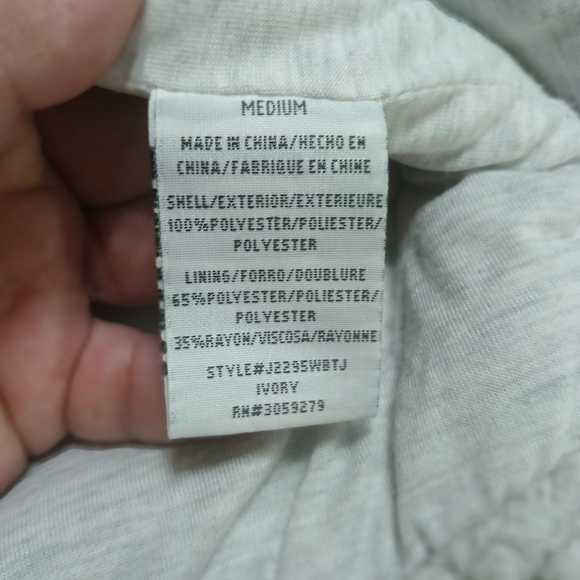 MEDIUM
MADE IN CHINA/HECHO EN
CHINA/FABRIQUE EN CHINE
SHELL/EXTERIOR/EXTERIEURE
100%POLYESTER/POLIESTER/
POLYESTER
LINING/FORRO/DOUBLURE
65%POLYESTER/POLIESTER/
POLYESTER
35%RAYON/VISCOSA/RAYONNE
STYLE#J2295WBTJ
IVORY
RN#3059279